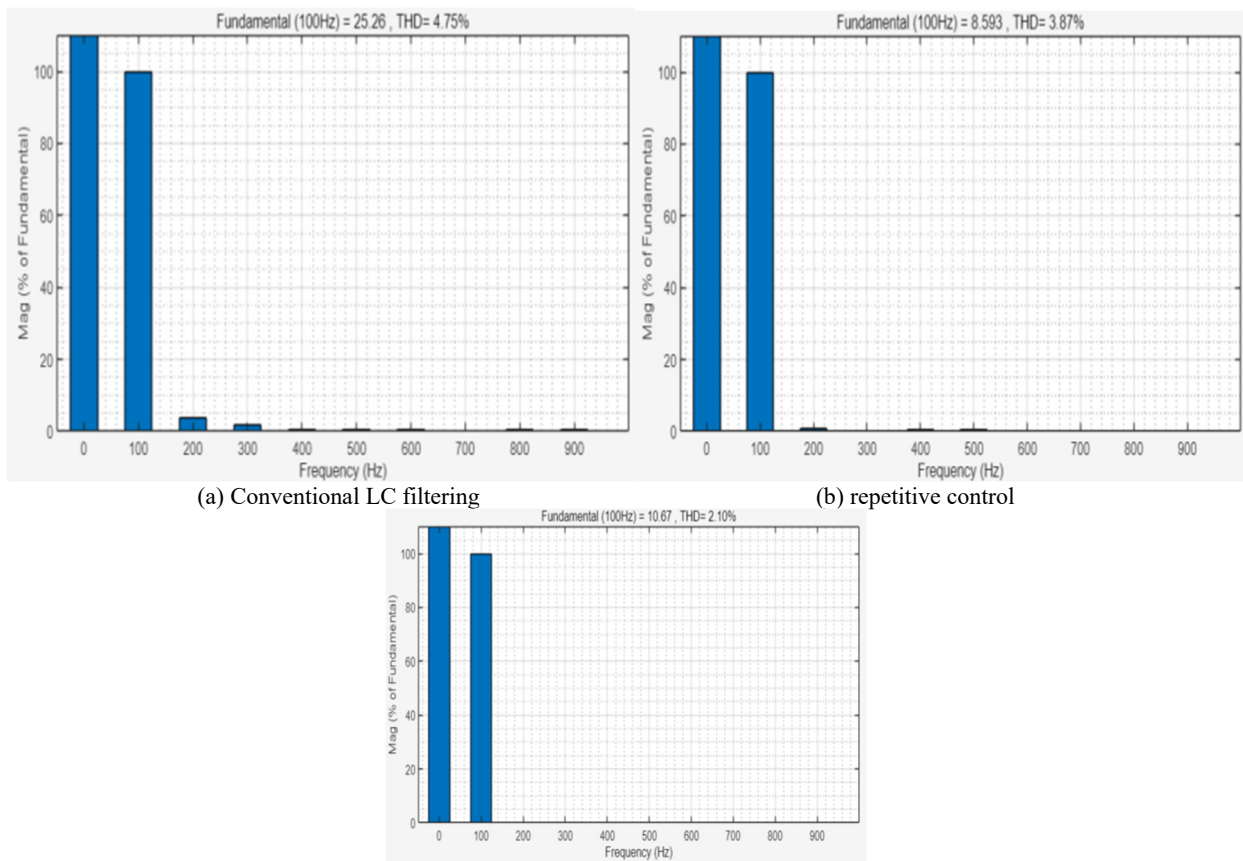 Fundamental (100Hz) = 25.26 , THD= 4.75%
100
80
60
40
20
0
Mag (% of Fundamental)
0 100 200 300 400 500 600 700 800 900
Frequency (Hz)
(a) Conventional LC filtering
Fundamental (100Hz) = 8.593 , THD= 3.87%
100
80
60
40
20
0
Mag (% of Fundamental)
0 100 200 300 400 500 600 700 800 900
Frequency (Hz)
(b) repetitive control
Fundamental (100Hz) = 10.67 , THD= 2.10%
100
80
60
40
20
0
Mag (% of Fundamental)
0 100 200 300 400 500 600 700 800 900
Frequency (Hz)